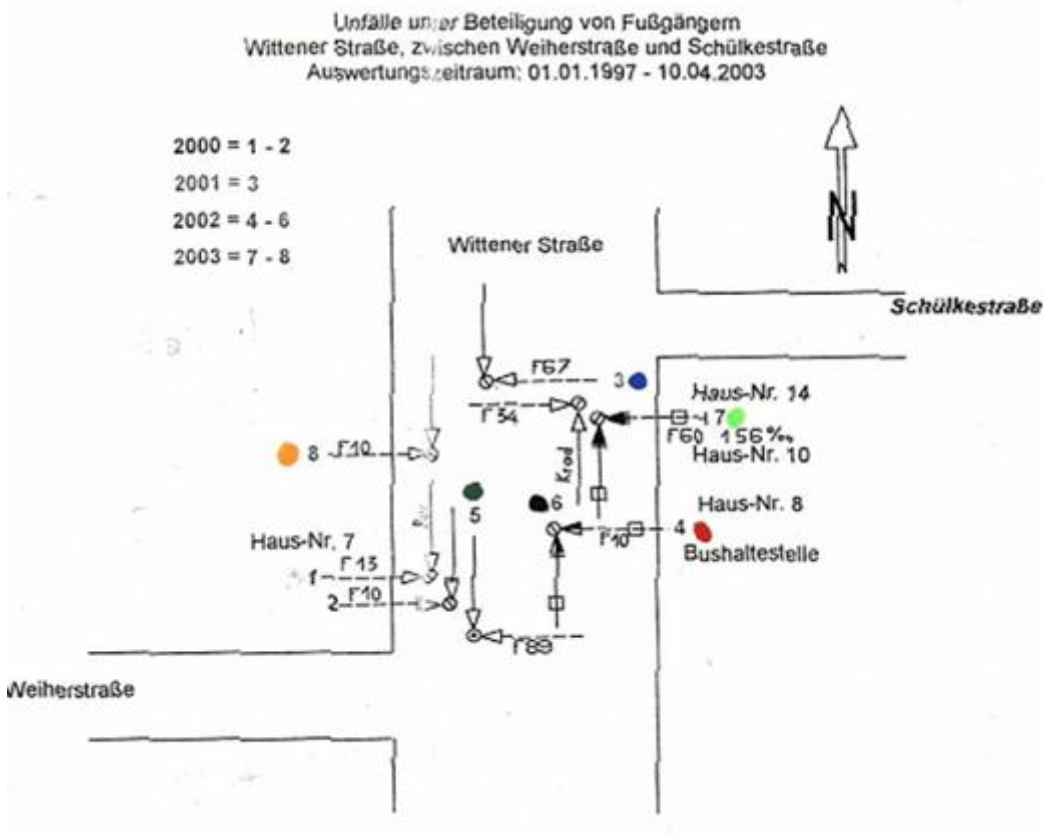 Unfälle unter Beteiligung von Fußgängern
Wittener Straße, zwischen Weiherstraße und Schülkestraße
Auswertungszeitraum: 01.01.1997 - 10.04.2003
2000 = 1 - 2
2001 = 3
2002 = 4 - 6
2003 = 7 - 8
N
Wittener Straße
Schülkestraße
F67 3
Haus-Nr. 14
F34
7
F60 156‰
8 F10
Haus-Nr. 10
Krad
5
6
Haus-Nr. 8
4
F10
Bushaltestelle
Haus-Nr. 7
1 F13
2 F10
F89
Weiherstraße